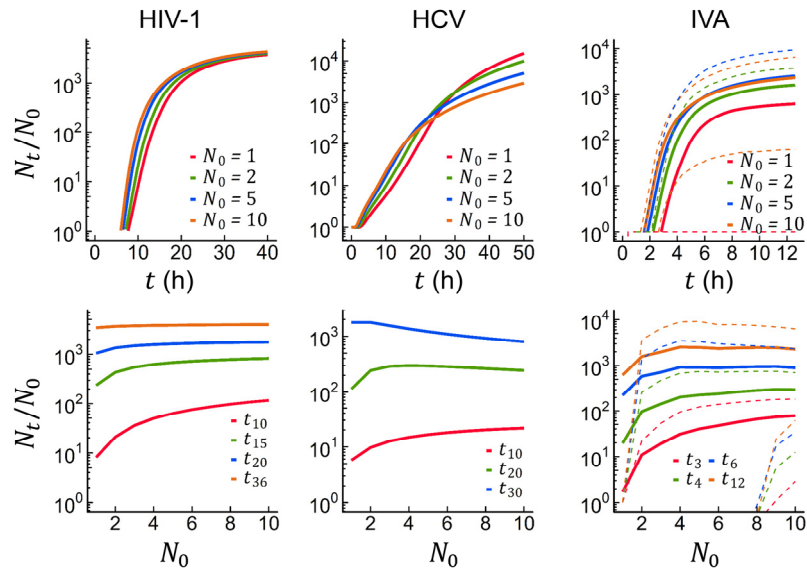 HIV-1 HCV IVA
N_t/N_0
10^3
10^2
10^1
10^0
N_0 = 1
N_0 = 2
N_0 = 5
N_0 = 10
0 10 20 30 40
t (h)
10^5
10^4
10^3
10^2
10^1
10^0
N_0 = 1
N_0 = 2
N_0 = 5
N_0 = 10
0 10 20 30 40 50
t (h)
10^4
10^3
10^2
10^1
10^0
N_0 = 1
N_0 = 2
N_0 = 5
N_0 = 10
0 3 6 9 12
t (h)
N_t/N_0
10^3
10^2
10^1
10^0
t_10
t_15
t_20
t_36
2 4 6 8 10
N_0
10^3
10^2
10^1
10^0
t_10
t_20
t_30
2 4 6 8 10
N_0
10^4
10^3
10^2
10^1
10^0
t_3 t_6
t_4 t_12
2 4 6 8 10
N_0